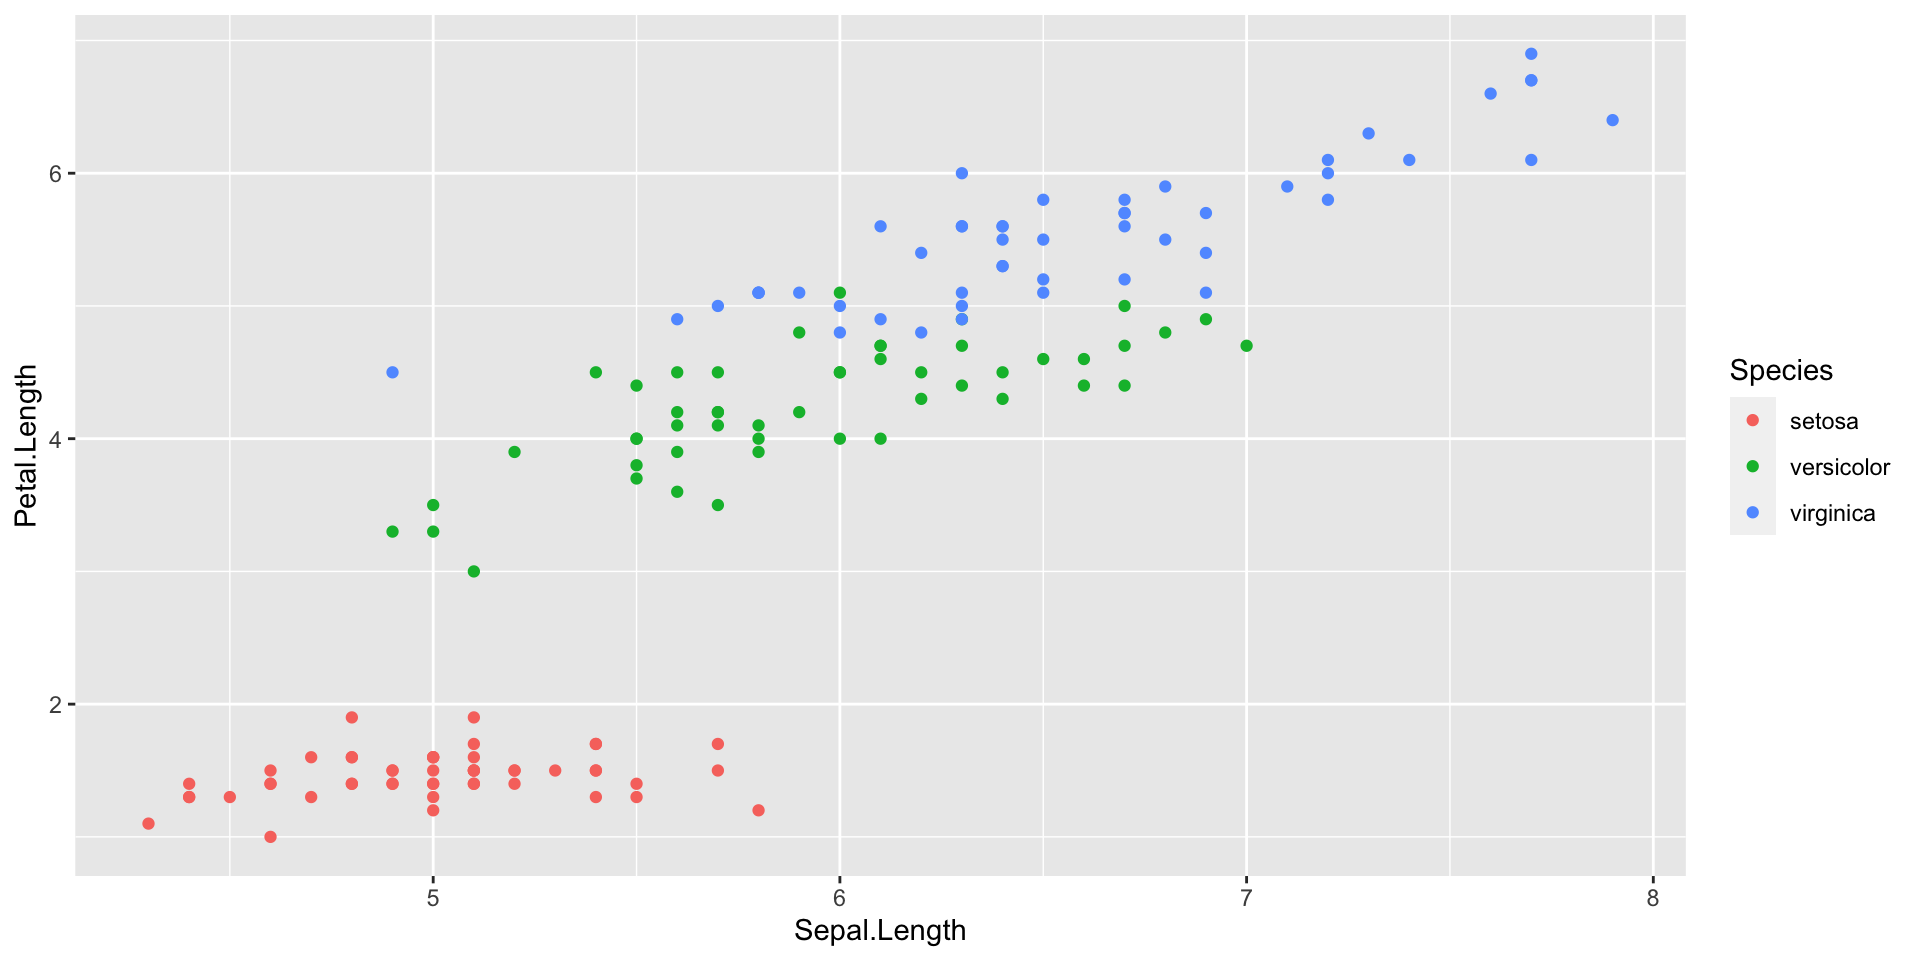 6
4
2
Petal.Length
5 6 7 8
Sepal.Length
Species
setosa
versicolor
virginica